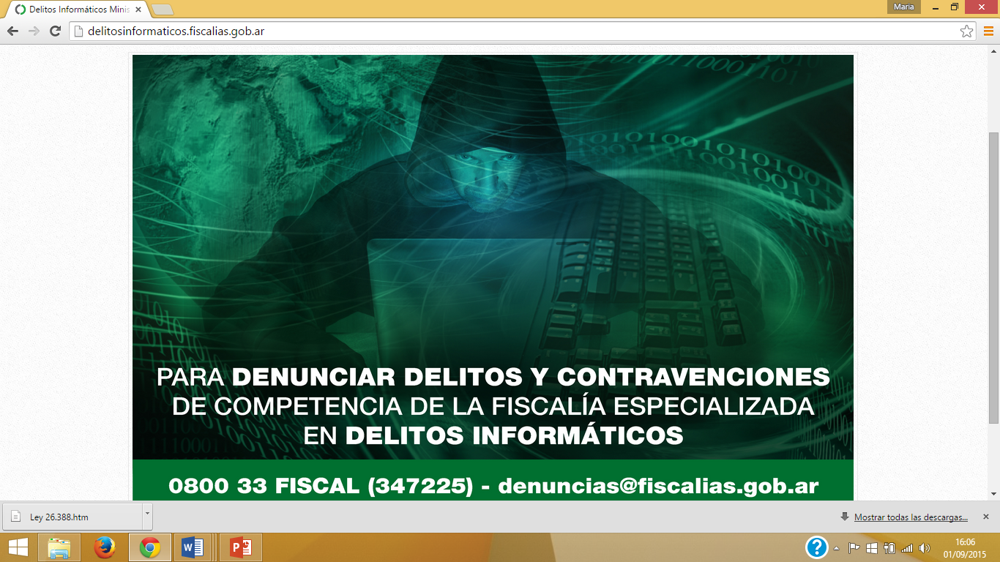 Delitos Informáticos Minis
Maria
delitosinformaticos.fiscalias.gob.ar
PARA DENUNCIAR DELITOS Y CONTRAVENCIONES
DE COMPETENCIA DE LA FISCALÍA ESPECIALIZADA
EN DELITOS INFORMÁTICOS
0800 33 FISCAL (347225) - denuncias@fiscalias.gob.ar
Ley 26.388.htm
Mostrar todas las descargas...
16:06
01/09/2015